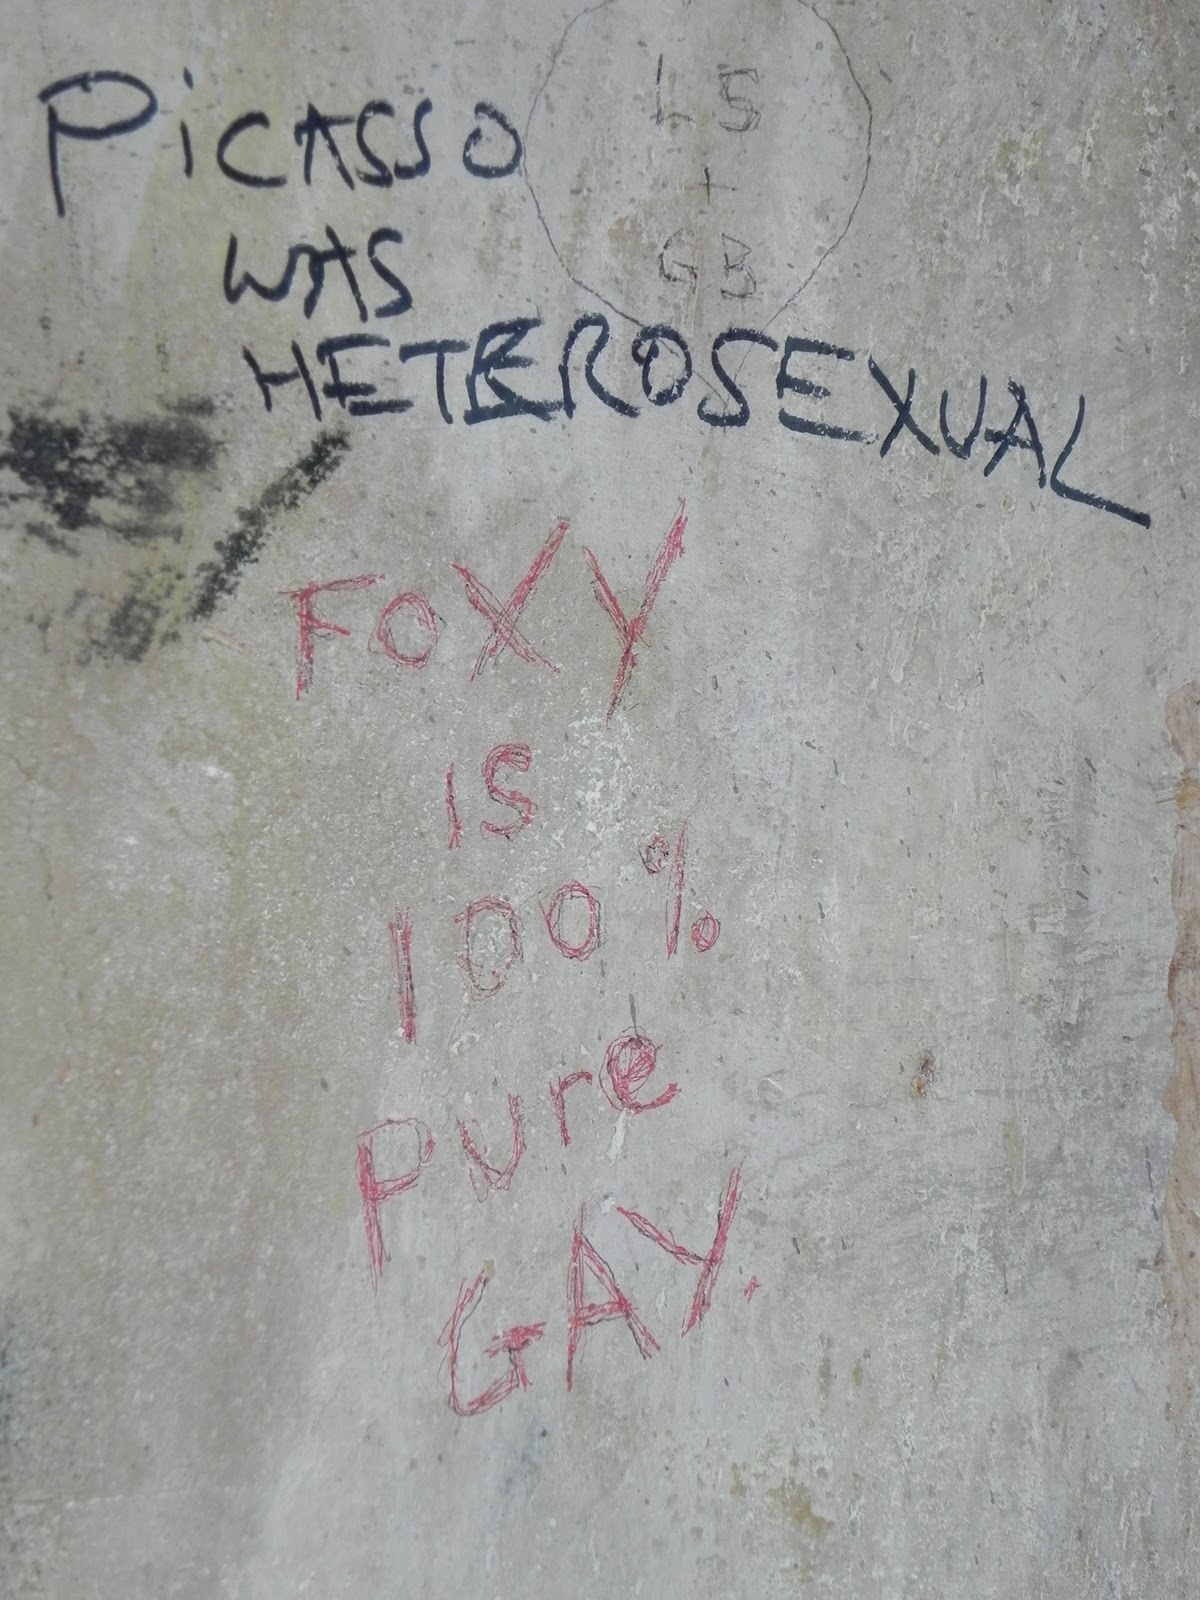 PiCASSO
LS
+
GB
WAS
HETEROSEXUAL
FOXY
IS
100%
Pure
GAY.